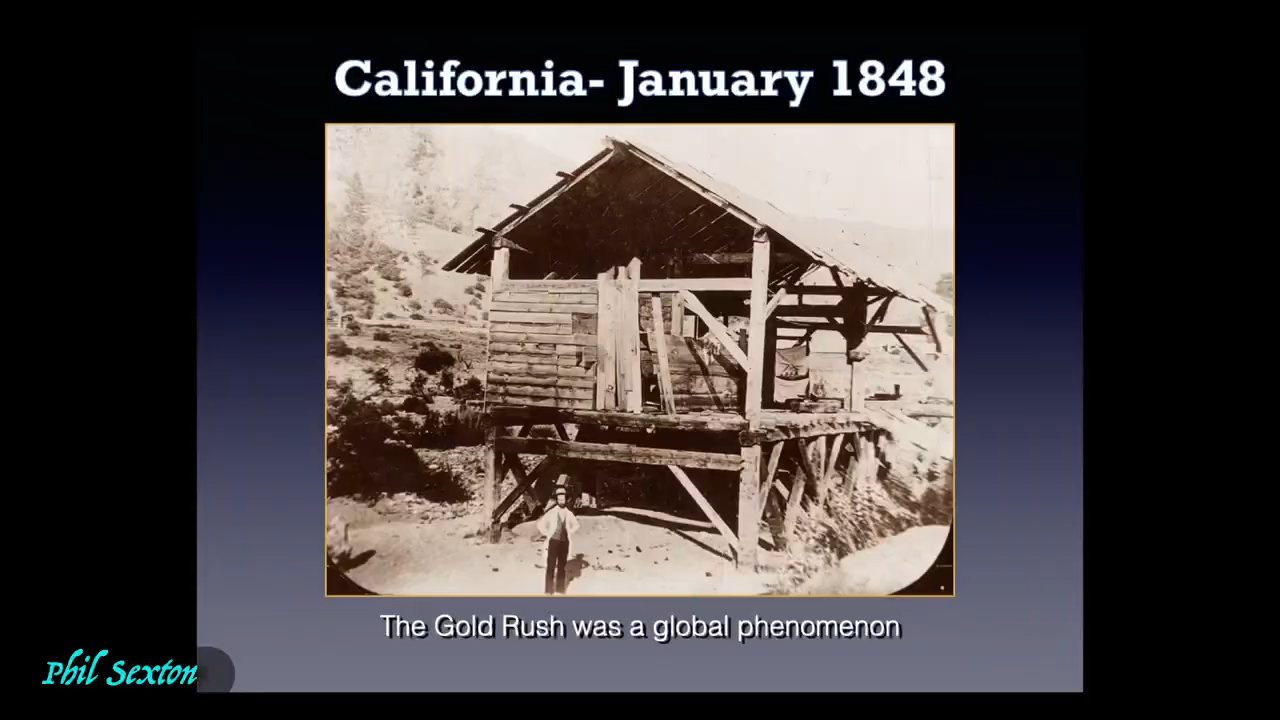 California- January 1848
The Gold Rush was a global phenomenon
Phil Sexton